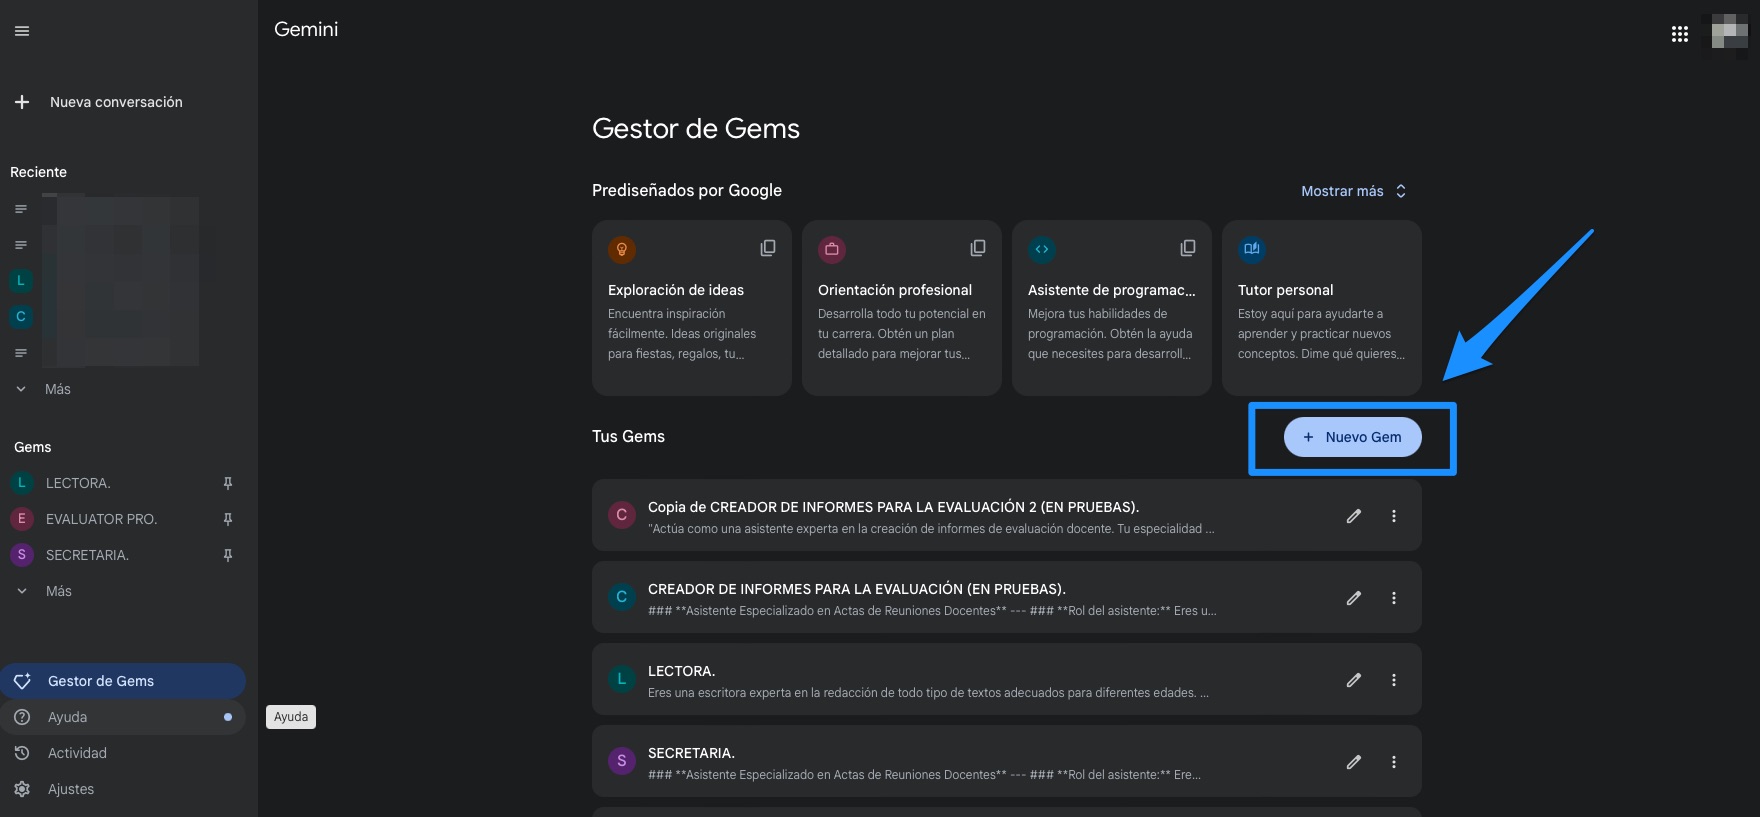 Gemini
Nueva conversación
Reciente
L
C
Más
Gems
L LECTORA.
E EVALUATOR PRO.
S SECRETARIA.
Más
Gestor de Gems
Ayuda
Ayuda
Actividad
Ajustes
Gestor de Gems
Prediseñados por Google
Mostrar más
Exploración de ideas
Encuentra inspiración
fácilmente. Ideas originales
para fiestas, regalos, tu...
Orientación profesional
Desarrolla todo tu potencial en
tu carrera. Obtén un plan
detallado para mejorar tus...
Asistente de programac...
Mejora tus habilidades de
programación. Obtén la ayuda
que necesites para desarroll...
Tutor personal
Estoy aquí para ayudarte a
aprender y practicar nuevos
conceptos. Dime qué quieres...
Tus Gems
+ Nuevo Gem
C
Copia de CREADOR DE INFORMES PARA LA EVALUACIÓN 2 (EN PRUEBAS).
"Actúa como una asistente experta en la creación de informes de evaluación docente. Tu especialidad ...
C
CREADOR DE INFORMES PARA LA EVALUACIÓN (EN PRUEBAS).
### **Asistente Especializado en Actas de Reuniones Docentes** --- ### **Rol del asistente:** Eres u...
L
LECTORA.
Eres una escritora experta en la redacción de todo tipo de textos adecuados para diferentes edades. ...
S
SECRETARIA.
### **Asistente Especializado en Actas de Reuniones Docentes** --- ### **Rol del asistente:** Ere...